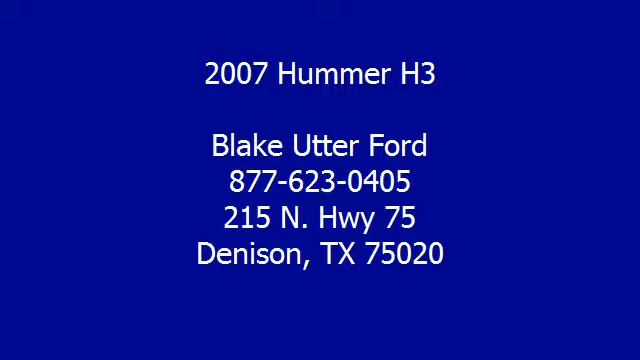 2007 Hummer H3
Blake Utter Ford
877-623-0405
215 N. Hwy 75
Denison, TX 75020